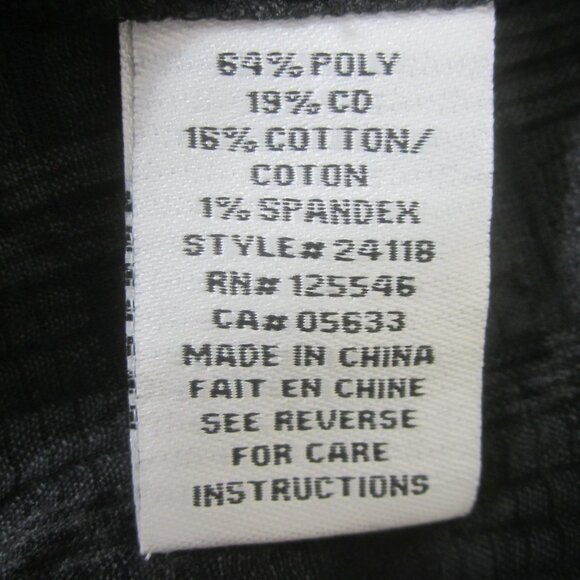 64% POLY
19% CD
16% COTTON/
COTON
1% SPANDEX
STYLE# 24118
RN# 125546
CA# 05633
MADE IN CHINA
FAIT EN CHINE
SEE REVERSE
FOR CARE
INSTRUCTIONS